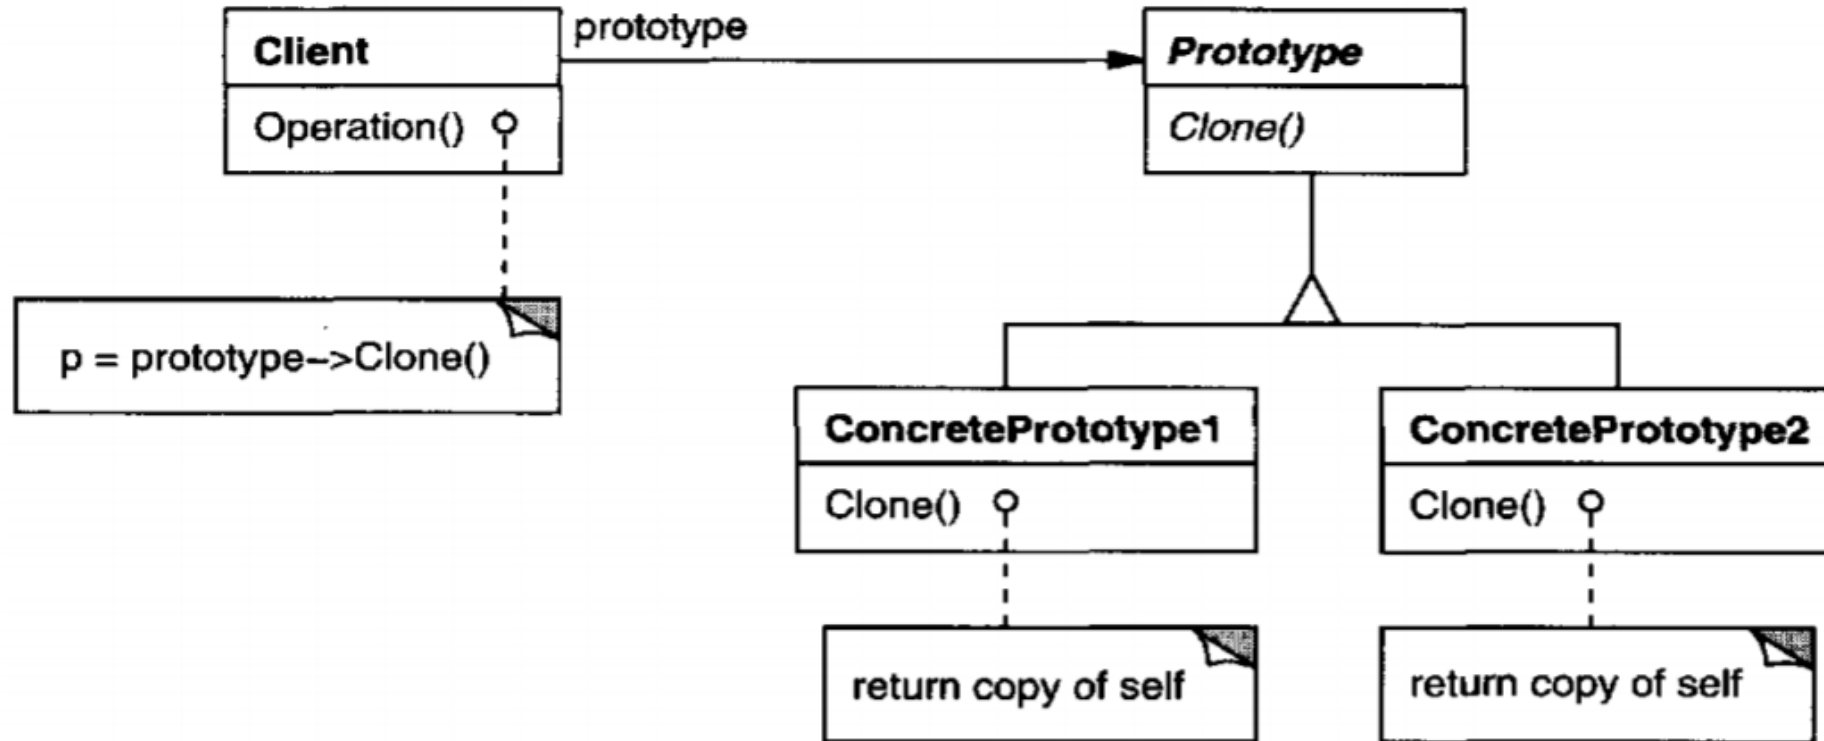 Client
prototype
Prototype
Operation()
Clone()
p = prototype–>Clone()
ConcretePrototype1
ConcretePrototype2
Clone()
Clone()
return copy of self
return copy of self